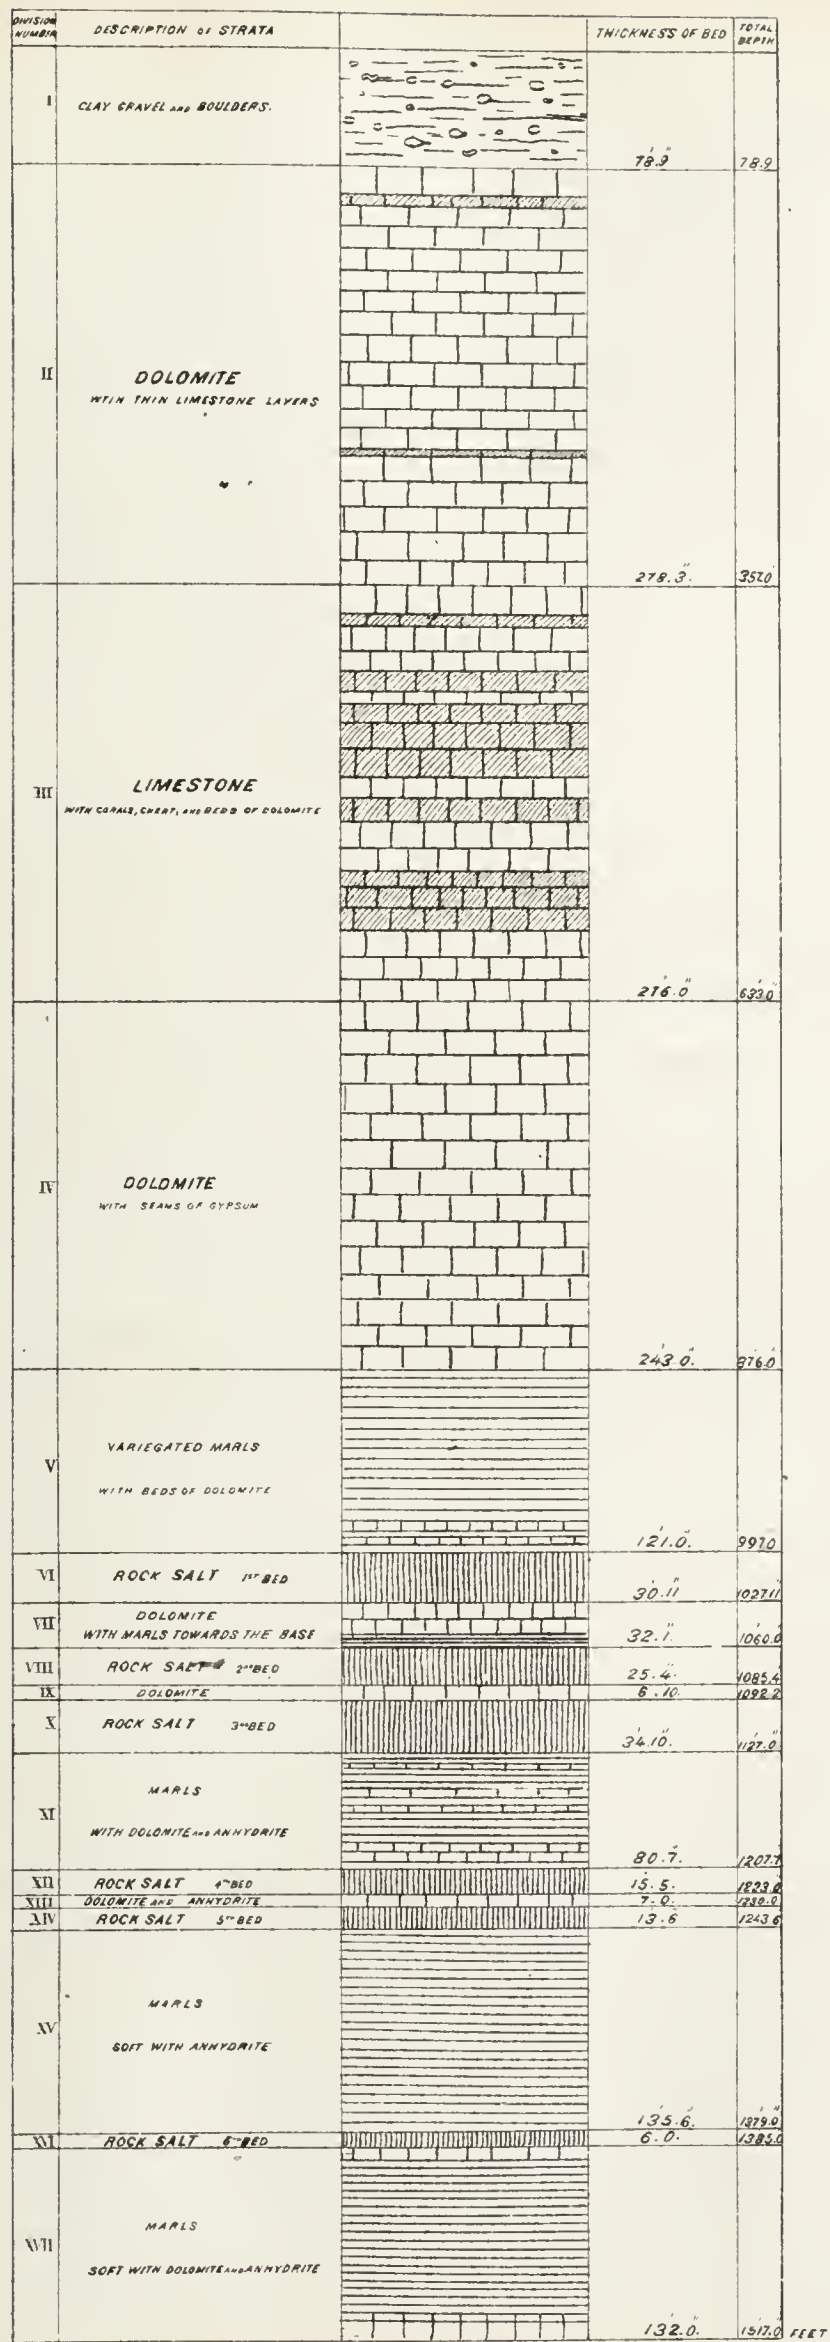 DIVISION NUMBER DESCRIPTION OF STRATA THICKNESS OF BED TOTAL DEPTH
I CLAY GRAVEL AND BOULDERS. 78'.9" 78.9
II DOLOMITE
WTIN THIN LIMESTONE LAYERS
278.3." 357.0
III LIMESTONE
WITH CORALS, CHERT, AND BEDS OF DOLOMITE
276'.0" 633'.0"
IV DOLOMITE
WITH SEAMS OF GYPSUM
243'.0". 876'.0"
V VARIEGATED MARLS
WITH BEDS OF DOLOMITE
121'.0." 997.0
VI ROCK SALT 1ST BED 30'.11" 1027.11
VII DOLOMITE
WITH MARLS TOWARDS THE BASE 32'.1." 1060.0
VIII ROCK SALT 2ND BED 25'.4." 1085.4
IX DOLOMITE 6'.10." 1092.2
X ROCK SALT 3RD BED 34'.10". 1127'.0"
XI MARLS
WITH DOLOMITE AND ANHYDRITE
80'.7." 1207.7
XII ROCK SALT 4TH BED 15'.5." 1223.0
XIII DOLOMITE AND ANHYDRITE 7'.0." 1230.0
XIV ROCK SALT 5TH BED 13'.6" 1243.6
XV MARLS
SOFT WITH ANHYDRITE
135'.6." 1379'.0"
XVI ROCK SALT 6TH BED 6'.0." 1385.0
XVII MARLS
SOFT WITH DOLOMITE AND ANHYDRITE
132'.0." 1517'.0" FEET